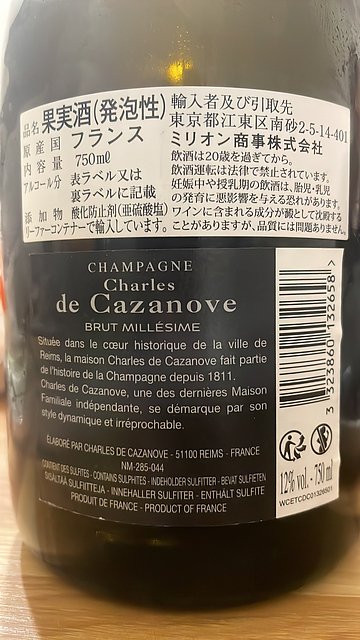 品名 果実酒(発泡性)
原産国 フランス
内容量 750㎖
アルコール分 表ラベル又は
裏ラベルに記載
添加物 酸化防止剤(亜硫酸塩)
リーファーコンテナーで輸入しています。
輸入者及び引取先
東京都江東区南砂2-5-14-401
ミリオン商事株式会社
飲酒は20歳を過ぎてから。
飲酒運転は法律で禁止されています。
妊娠中や授乳期の飲酒は、胎児・乳児
の発育に悪影響を与える恐れがあります。
ワインに含まれる成分が澱として沈殿する
ことがありますが、品質には問題ありません。
CHAMPAGNE
Charles
de Cazanove
BRUT MILLÉSIME
Située dans le cœur historique de la ville de
Reims, la maison Charles de Cazanove fait partie
de l'histoire de la Champagne depuis 1811.
Charles de Cazanove, une des dernières Maison
Familiale indépendante, se démarque par son
style dynamique et irréprochable.
ÉLABORÉ PAR CHARLES DE CAZANOVE - 51100 REIMS - FRANCE
NM-285-044
CONTIENT DES SULFITES - CONTAINS SULPHITES - INDEHOLDER SULFITTER - BEVAT SULFIETEN
SISÄLTÄÄ SULFIITTEJA - INNEHALLER SULFITER - ENTHÄLT SULFITE
PRODUIT DE FRANCE - PRODUCT OF FRANCE
3 323860 132658 >
12% vol. - 750 ml e
WCETCDC01326501